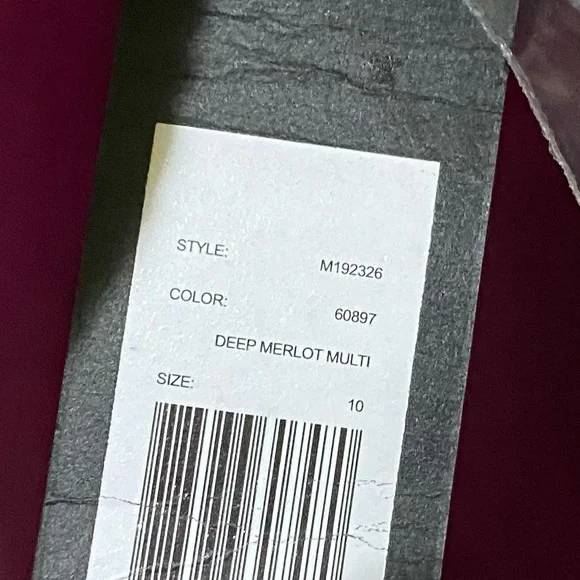 STYLE: M192326
COLOR: 60897
DEEP MERLOT MULTI
SIZE: 10